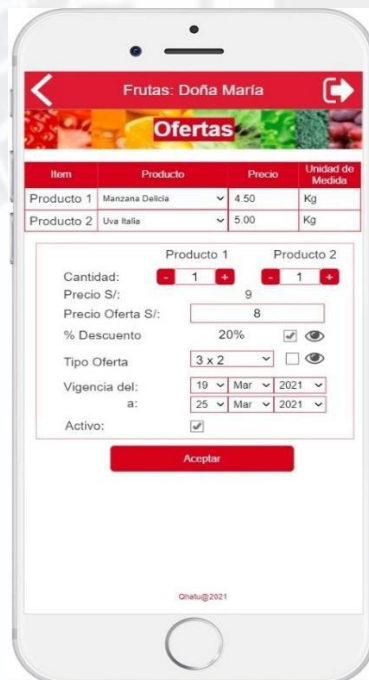 Frutas: Doña María
Ofertas
Item Producto Precio Unidad de Medida
Producto 1 Manzana Delicia 4.50 Kg
Producto 2 Uva Italia 5.00 Kg
Producto 1 Producto 2
Cantidad: - 1 + - 1 +
Precio S/: 9
Precio Oferta S/: 8
% Descuento 20%
Tipo Oferta 3 x 2
Vigencia del: 19 Mar 2021
a: 25 Mar 2021
Activo:
Aceptar
Qhatu@2021